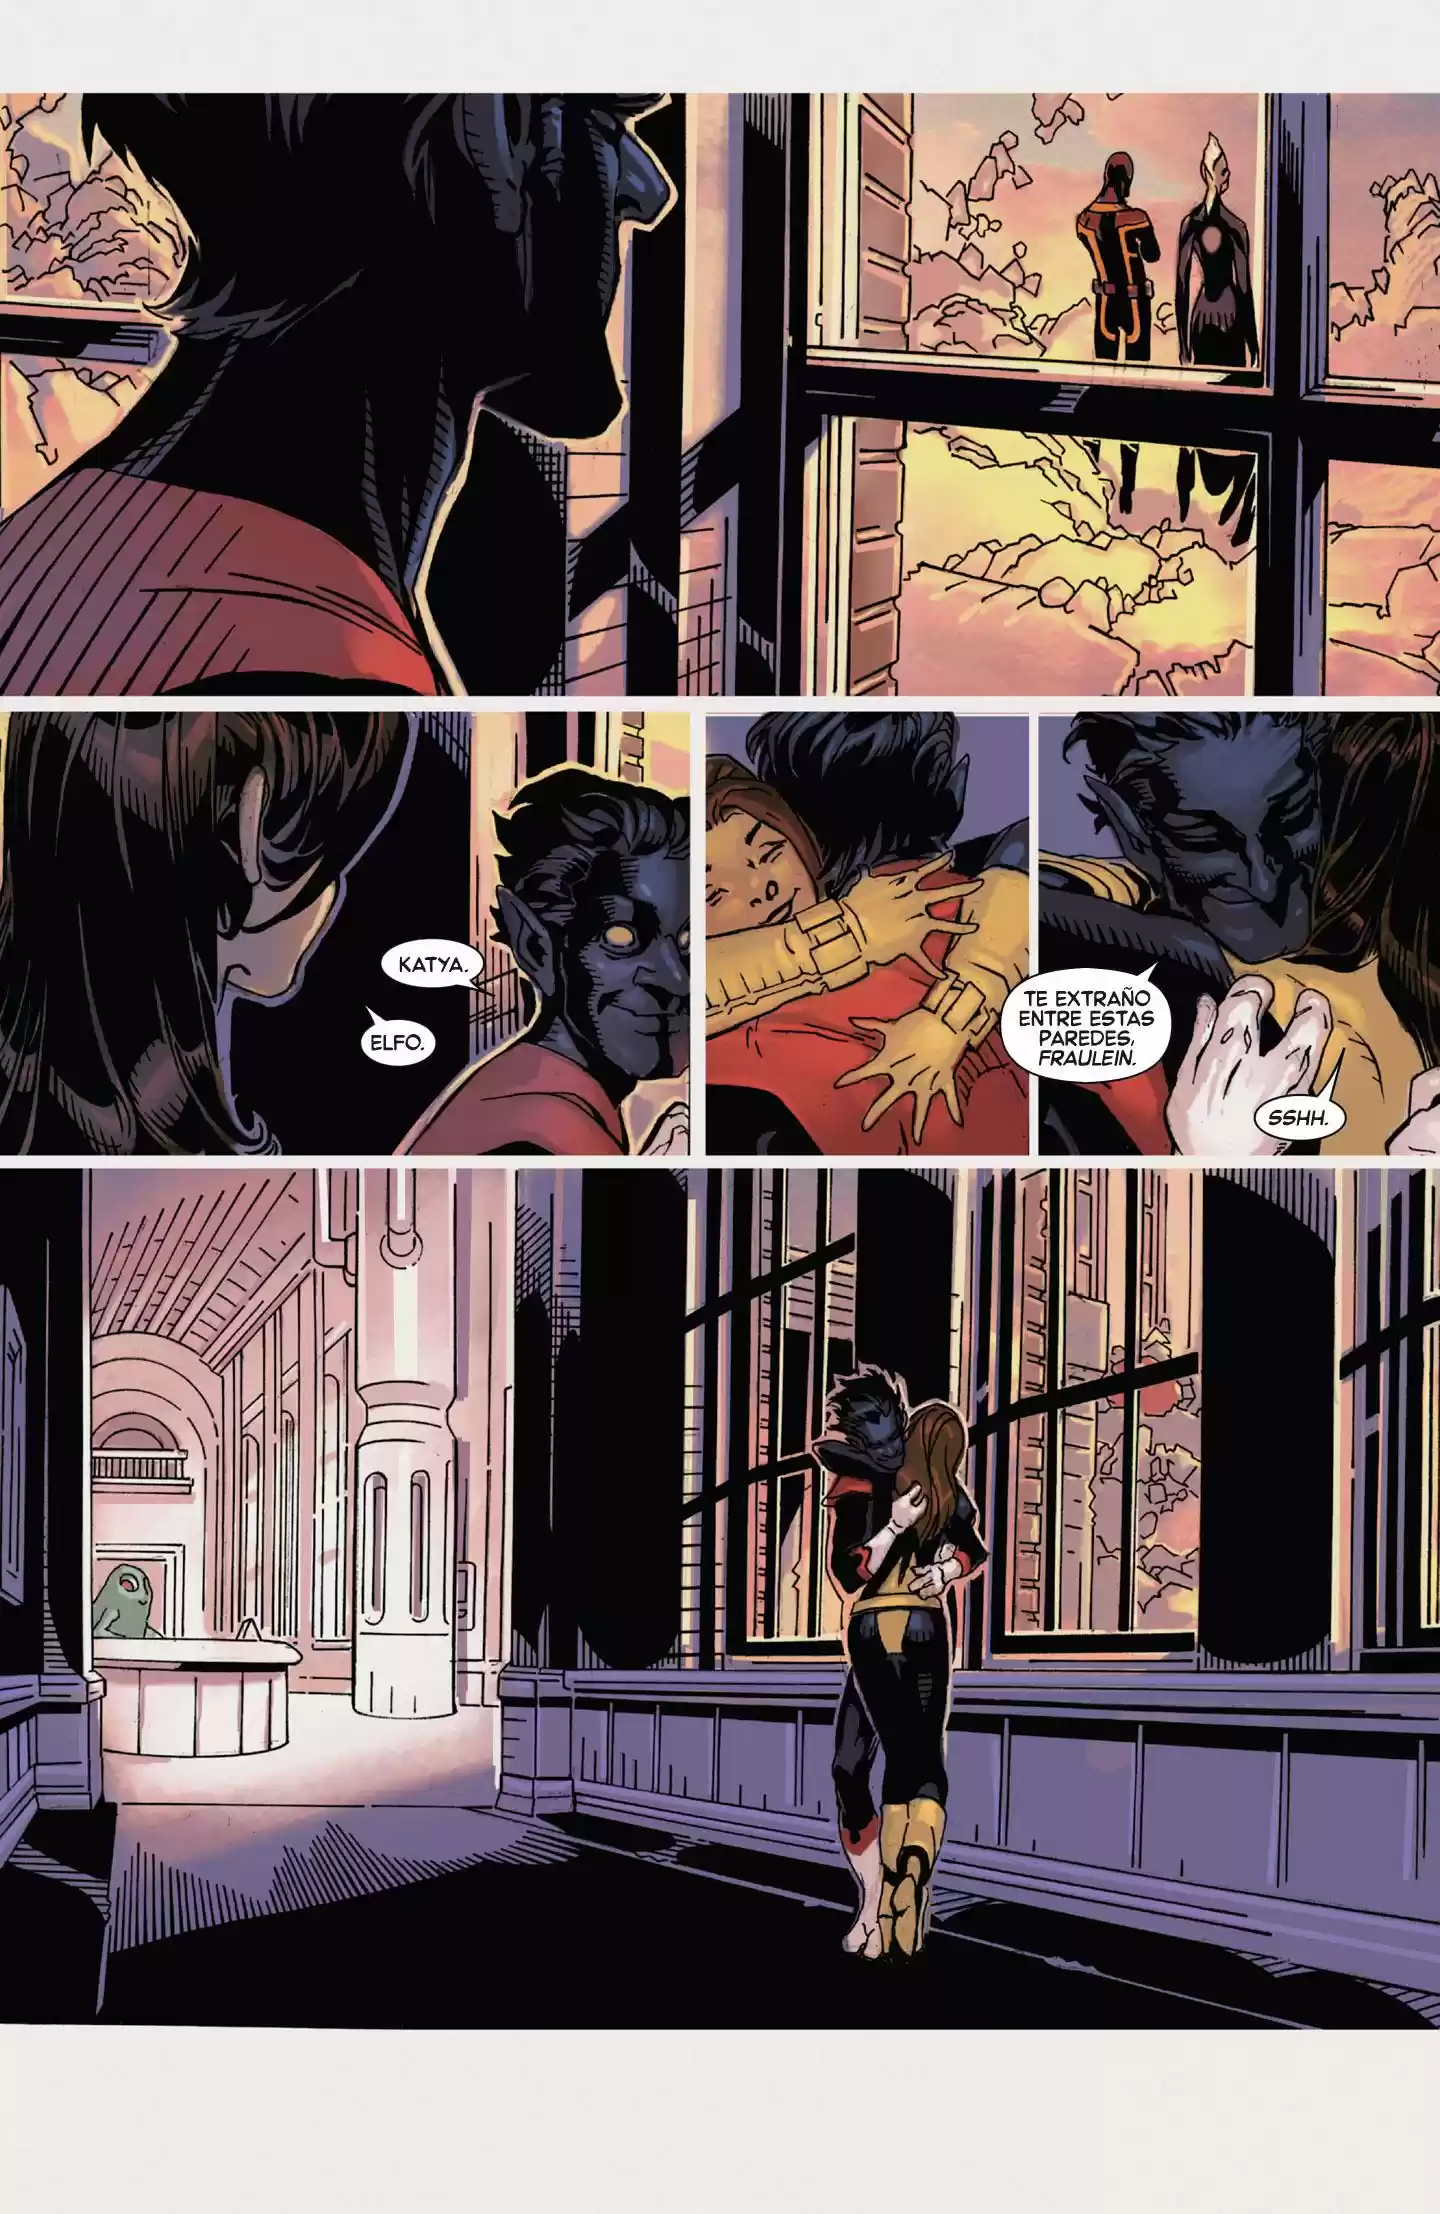 KATYA.
ELFO.
TE EXTRAÑO
ENTRE ESTAS
PAREDES,
FRAULEIN.
SSHH.